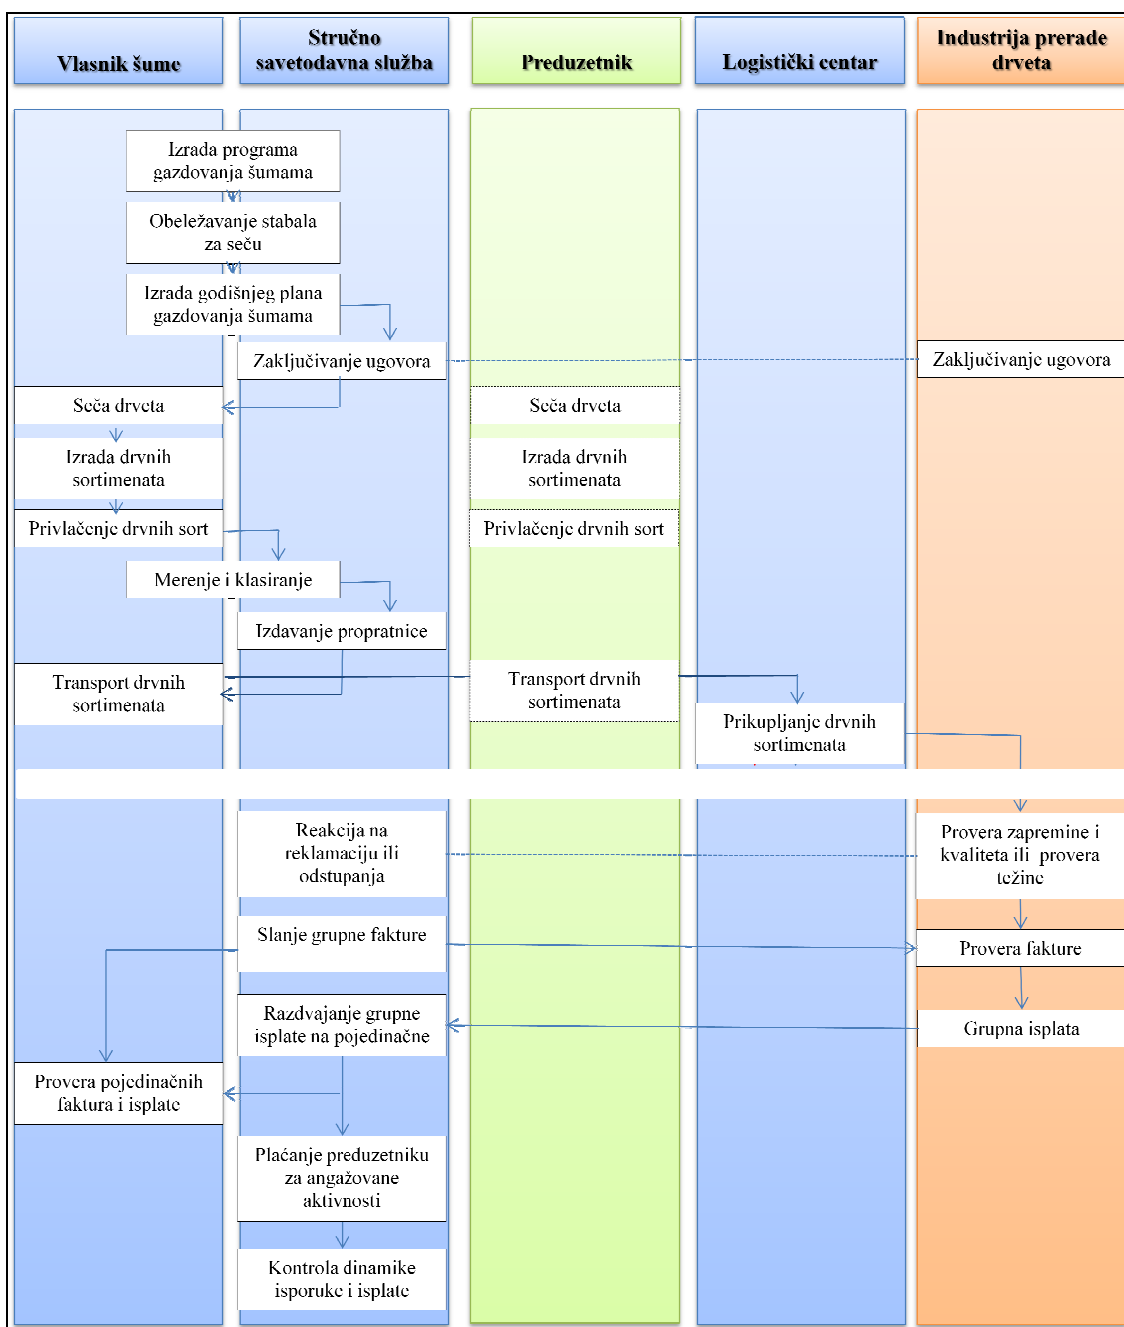 Vlasnik šume
Stručno
savetodavna služba
Preduzetnik
Logistički centar
Industrija prerade
drveta
Izrada programa
gazdovanja šumama
Obeležavanje stabala
za seču
Izrada godišnjeg plana
gazdovanja šumama
Zaključivanje ugovora
Zaključivanje ugovora
Seča drveta
Seča drveta
Izrada drvnih
sortimenata
Izrada drvnih
sortimenata
Privlačenje drvnih sort
Privlačenje drvnih sort
Merenje i klasiranje
Izdavanje propratnice
Transport drvnih
sortimenata
Transport drvnih
sortimenata
Prikupljanje drvnih
sortimenata
Reakcija na
reklamaciju ili
odstupanja
Provera zapremine i
kvaliteta ili provera
težine
Slanje grupne fakture
Provera fakture
Razdvajanje grupne
isplate na pojedinačne
Grupna isplata
Provera pojedinačnih
faktura i isplate
Plaćanje preduzetniku
za angažovane
aktivnosti
Kontrola dinamike
isporuke i isplate